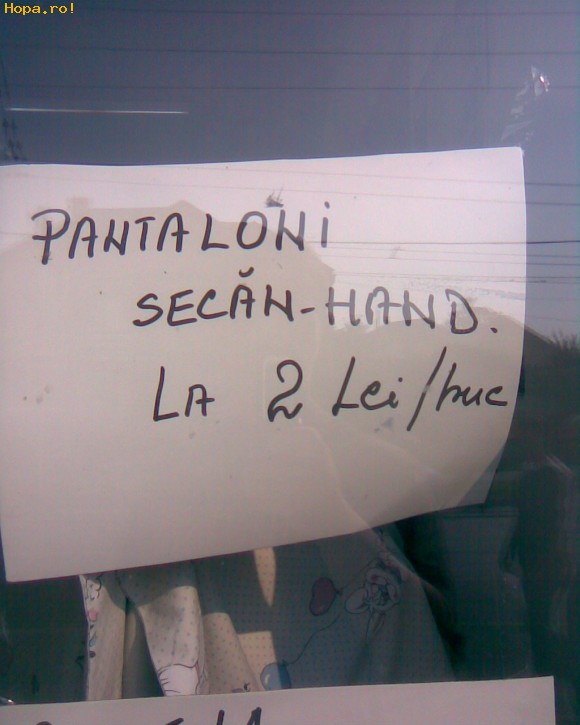 Hopa.ro!
PANTALONi
SECĂN-HAND.
LA 2 Lei/buc